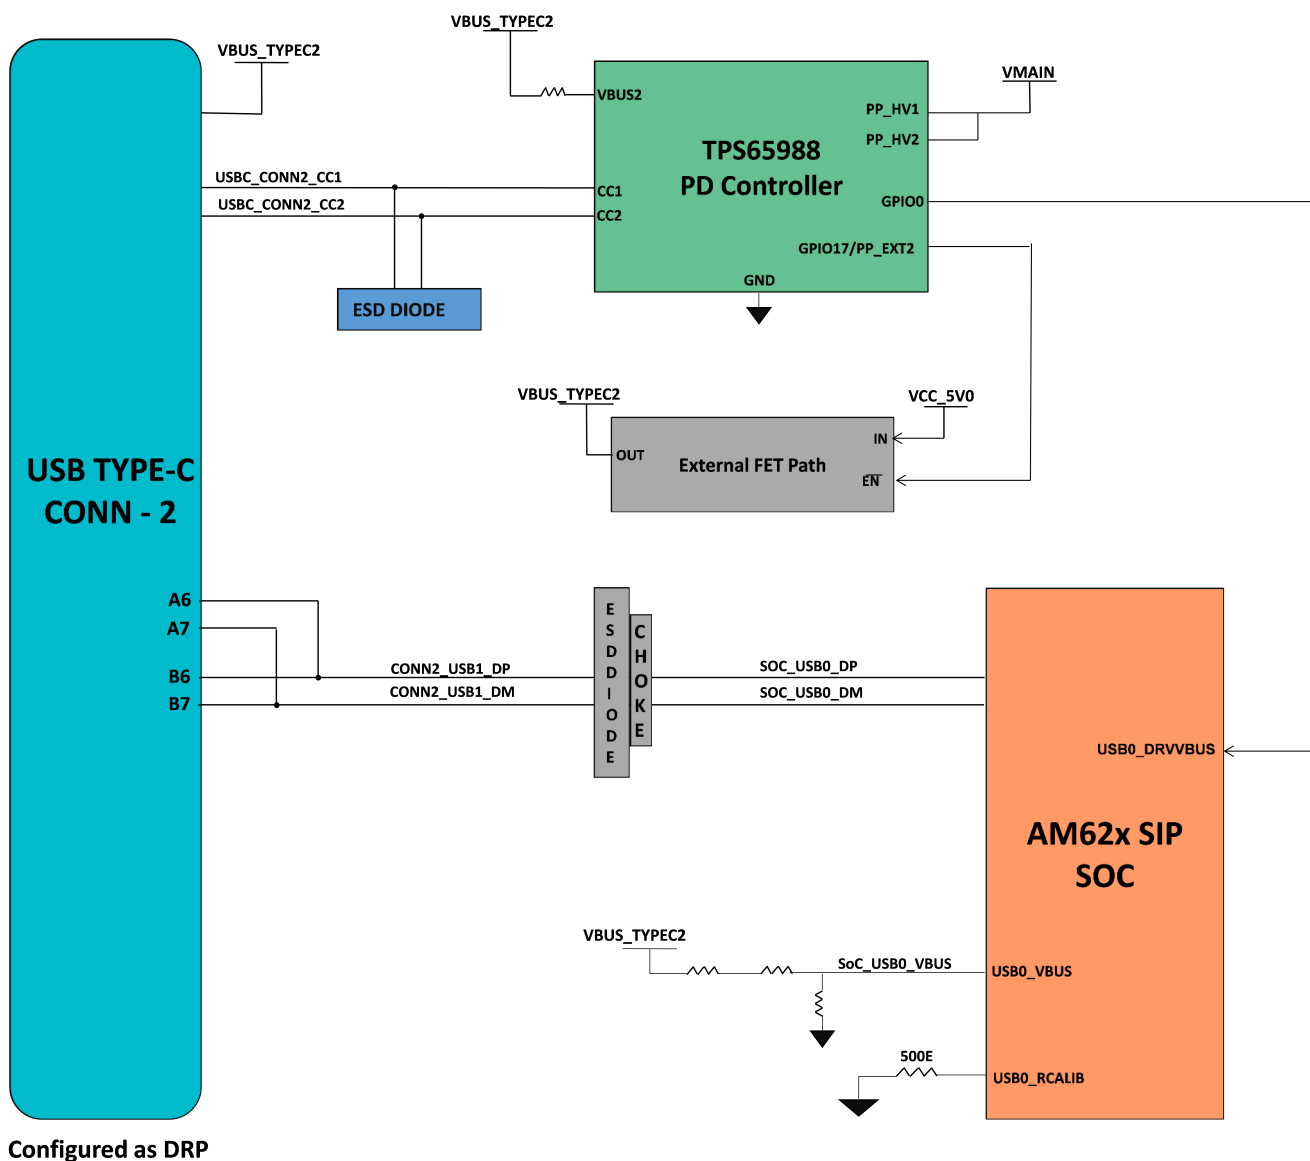 VBUS_TYPEC2
VBUS_TYPEC2
VBUS2
PP_HV1
PP_HV2
VMAIN
TPS65988
PD Controller
USBC_CONN2_CC1
USBC_CONN2_CC2
CC1
CC2
GPIO0
GPIO17/PP_EXT2
GND
ESD DIODE
VBUS_TYPEC2
VCC_5V0
IN
OUT
External FET Path
EN
USB TYPE-C
CONN - 2
A6
A7
B6
B7
CONN2_USB1_DP
CONN2_USB1_DM
ESDDIODE
CHOKE
SOC_USB0_DP
SOC_USB0_DM
USB0_DRVVBUS
AM62x SIP
SOC
VBUS_TYPEC2
SoC_USB0_VBUS
USB0_VBUS
500E
USB0_RCALIB
Configured as DRP